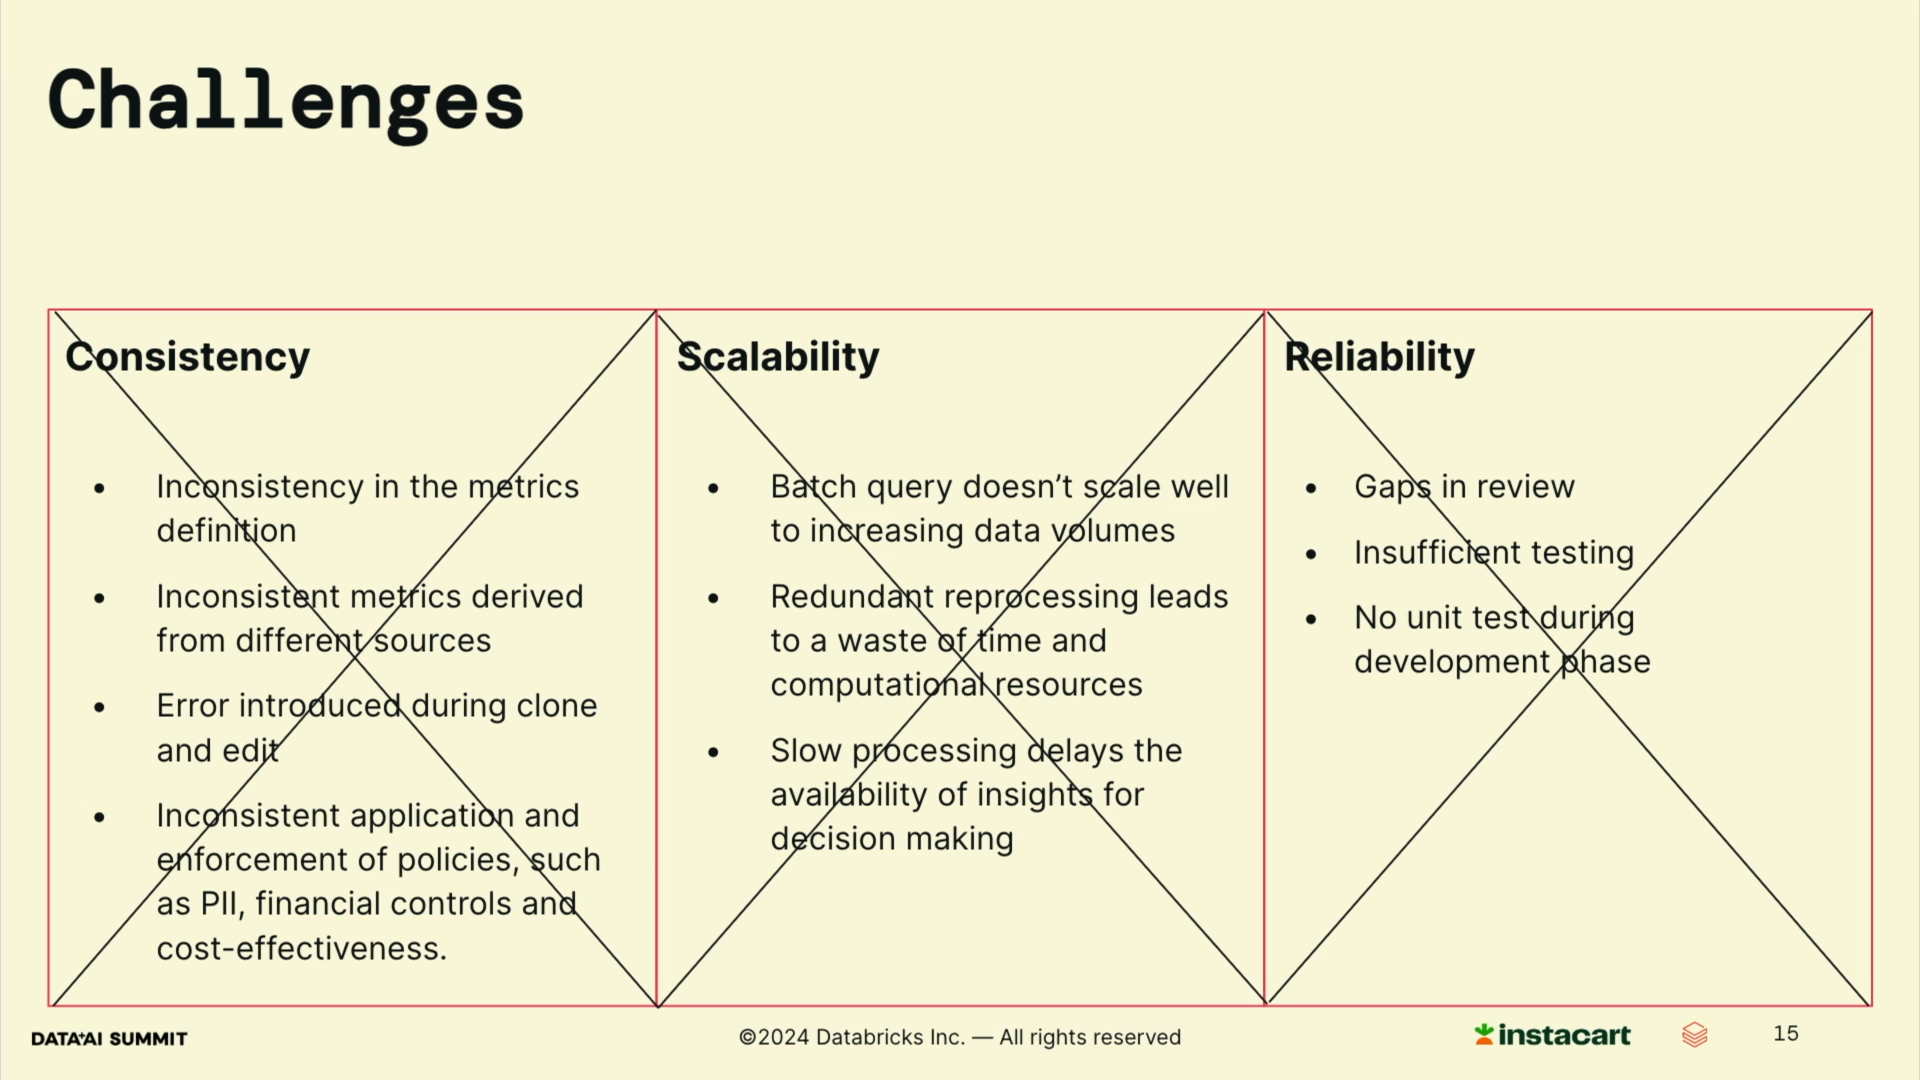 Challenges
Consistency
• Inconsistency in the metrics
definition
• Inconsistent metrics derived
from different sources
• Error introduced during clone
and edit
• Inconsistent application and
enforcement of policies, such
as PII, financial controls and
cost-effectiveness.
Scalability
• Batch query doesn’t scale well
to increasing data volumes
• Redundant reprocessing leads
to a waste of time and
computational resources
• Slow processing delays the
availability of insights for
decision making
Reliability
• Gaps in review
• Insufficient testing
• No unit test during
development phase
DATA+AI SUMMIT
©2024 Databricks Inc. — All rights reserved
instacart
15